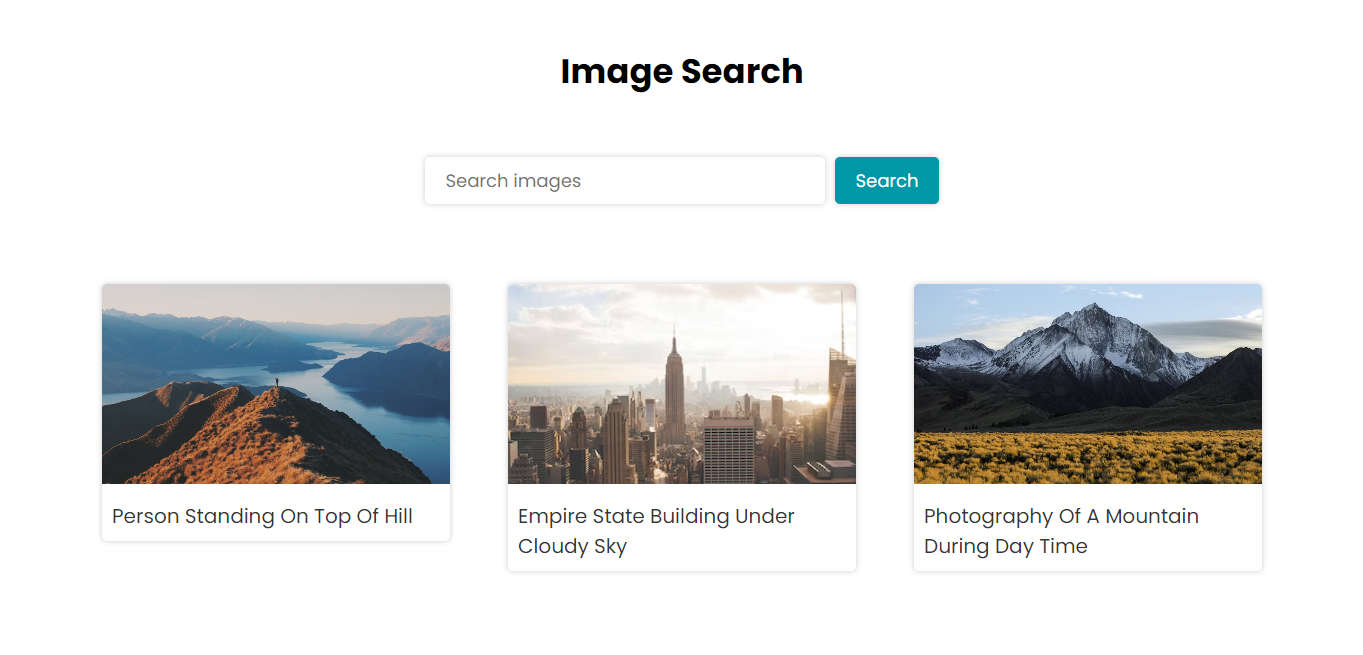 Image Search
Search images
Search
Person Standing On Top Of Hill
Empire State Building Under
Cloudy Sky
Photography Of A Mountain
During Day Time